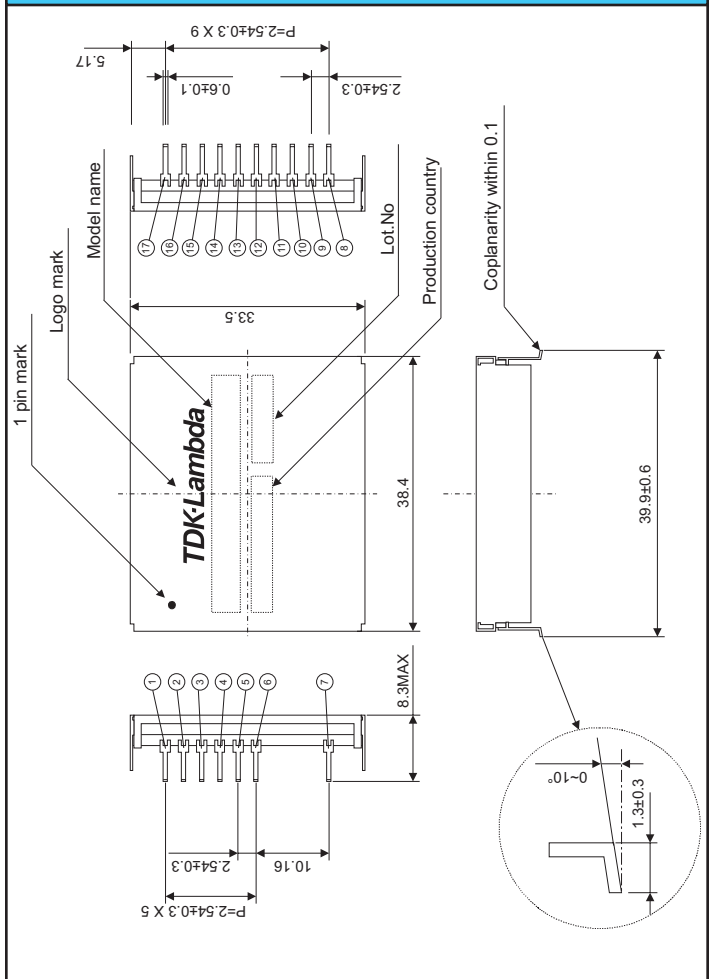 P=2.54±0.3 X 9
5.17
0.6±0.1
2.54±0.3
17
16
15
14
13
12
11
10
9
8
Coplanarity within 0.1
Production country
Lot.No
Model name
Logo mark
1 pin mark
33.5
TDK-Lambda
38.4
39.9±0.6
8.3MAX
1
2
3
4
5
6
7
2.54±0.3
10.16
P=2.54±0.3 X 5
0~10°
1.3±0.3